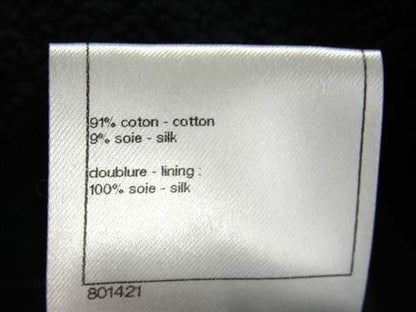 91% coton - cotton
9% soie - silk
doublure - lining :
100% soie - silk
801421